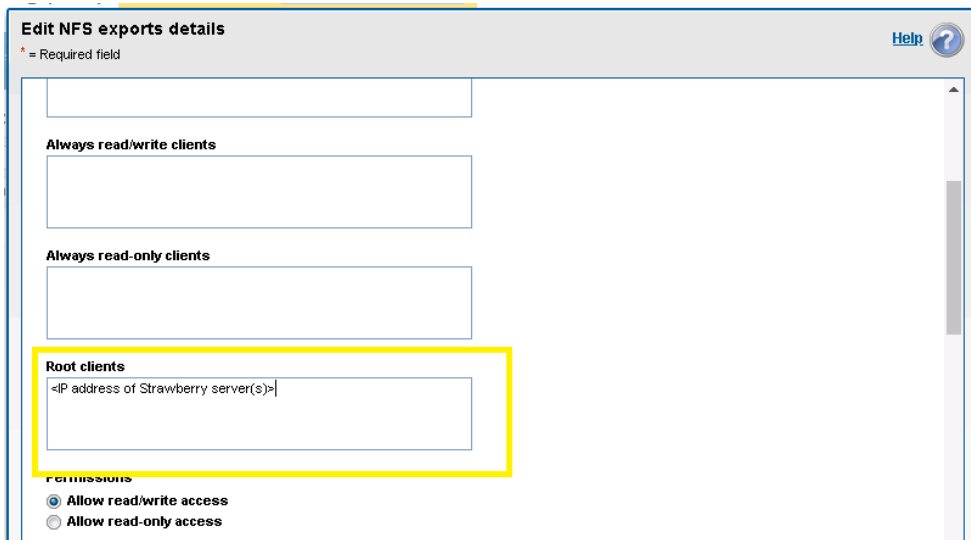 Edit NFS exports details
Help
* = Required field
Always read/write clients
Always read-only clients
Root clients
<IP address of Strawberry server(s)>
Permissions
Allow read/write access
Allow read-only access